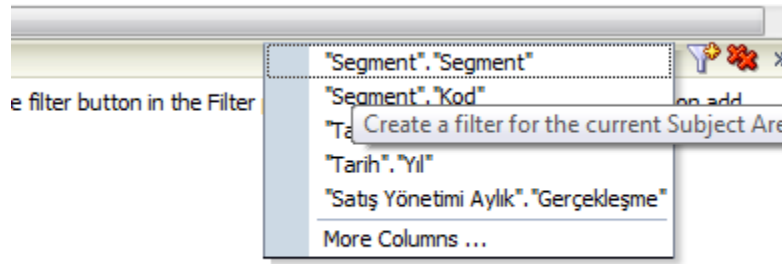 "Segment"."Segment"
e filter button in the Filter
"Segment"."Kod"
on add
"Ta
Create a filter for the current Subject Are
"Tarih"."Yıl"
"Satış Yönetimi Aylık"."Gerçekleşme"
More Columns ...